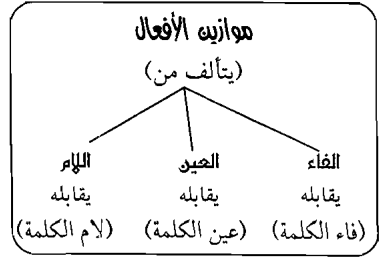 موازين الأفعال
(يتألف من)
الفاء العين اللام
يقابله يقابله يقابله
(فاء الكلمة) (عين الكلمة) (لام الكلمة)